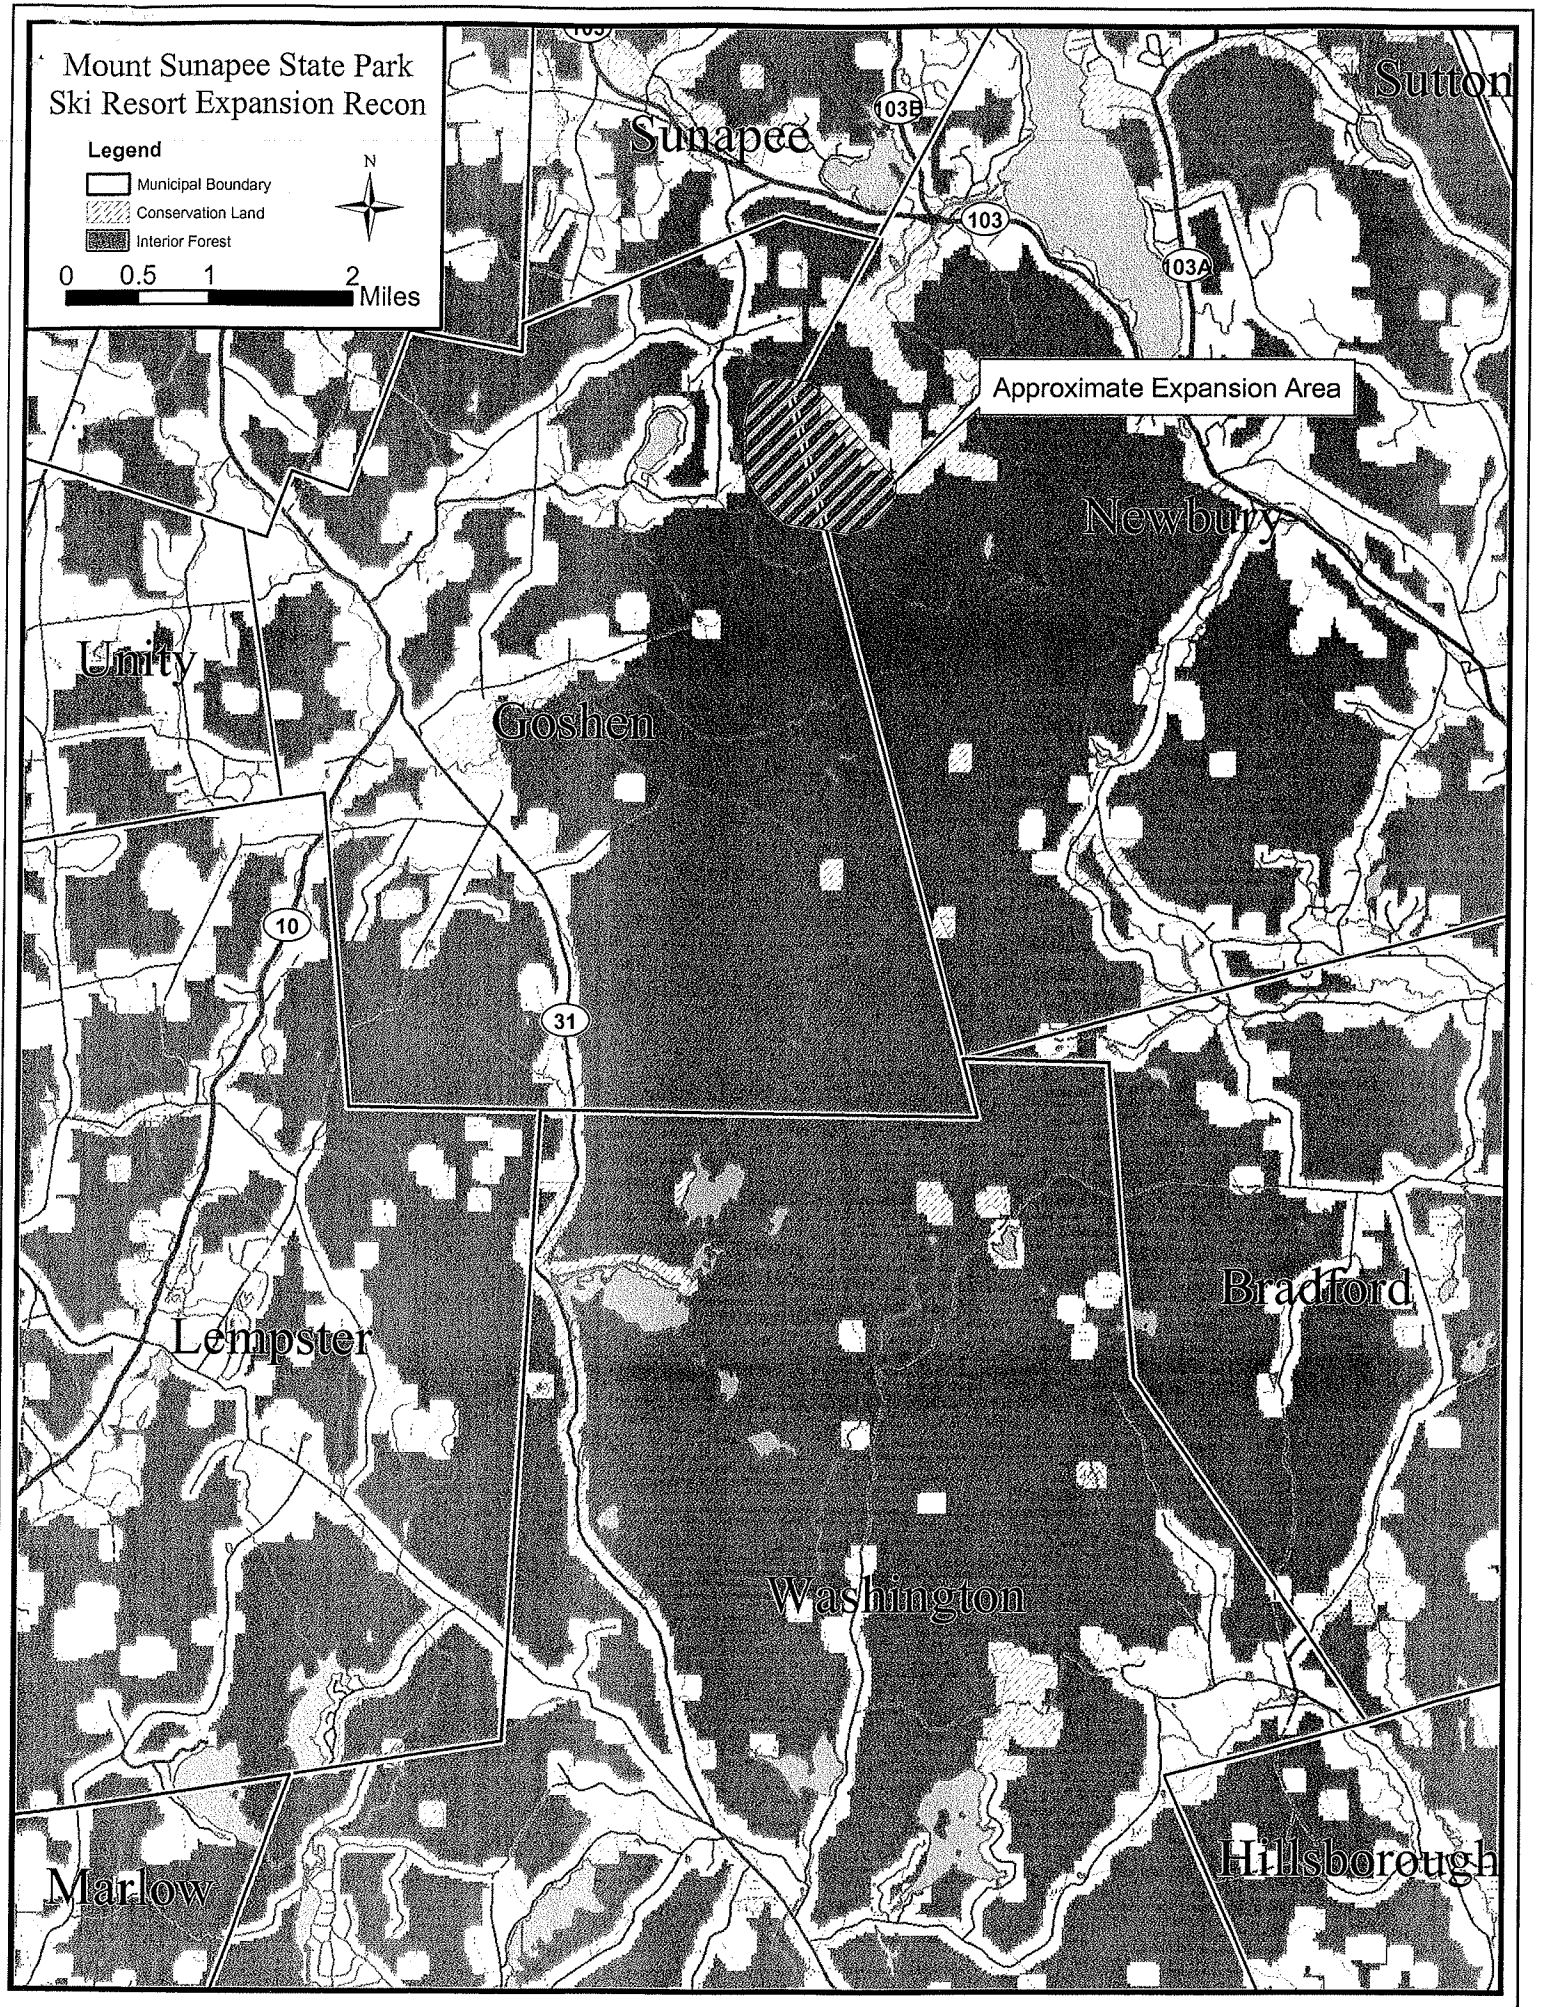 Mount Sunapee State Park
Ski Resort Expansion Recon
Legend
Municipal Boundary
Conservation Land
Interior Forest
N
0 0.5 1 2
Miles
103
103B
Sutton
Sunapee
103
103A
Approximate Expansion Area
Newbury
Unity
Goshen
10
31
Bradford
Lempster
Washington
Hillsborough
Marlow